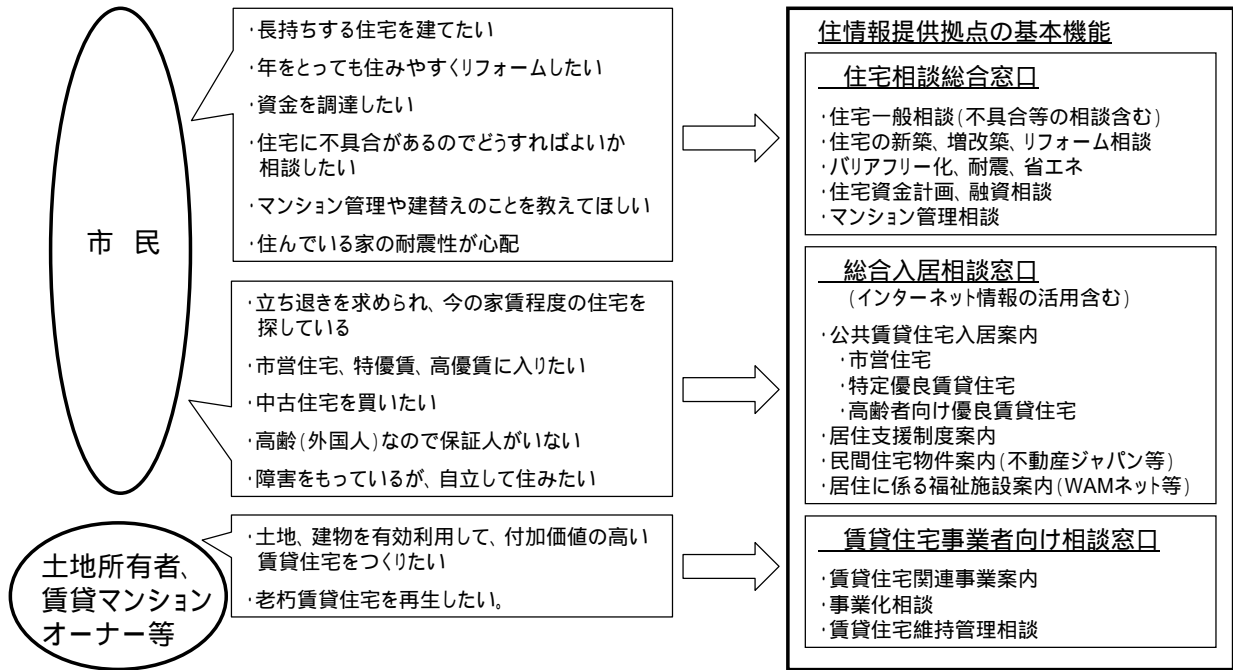 市 民
・長持ちする住宅を建てたい
・年をとっても住みやすくリフォームしたい
・資金を調達したい
・住宅に不具合があるのでどうすればよいか
相談したい
・マンション管理や建替えのことを教えてほしい
・住んでいる家の耐震性が心配
・立ち退きを求められ、今の家賃程度の住宅を
探している
・市営住宅、特優賃、高優賃に入りたい
・中古住宅を買いたい
・高齢(外国人)なので保証人がいない
・障害をもっているが、自立して住みたい
土地所有者、
賃貸マンション
オーナー等
・土地、建物を有効利用して、付加価値の高い
賃貸住宅をつくりたい
・老朽賃貸住宅を再生したい。
住情報提供拠点の基本機能
住宅相談総合窓口
・住宅一般相談(不具合等の相談含む)
・住宅の新築、増改築、リフォーム相談
・バリアフリー化、耐震、省エネ
・住宅資金計画、融資相談
・マンション管理相談
総合入居相談窓口
(インターネット情報の活用含む)
・公共賃貸住宅入居案内
・市営住宅
・特定優良賃貸住宅
・高齢者向け優良賃貸住宅
・居住支援制度案内
・民間住宅物件案内(不動産ジャパン等)
・居住に係る福祉施設案内(WAMネット等)
賃貸住宅事業者向け相談窓口
・賃貸住宅関連事業案内
・事業化相談
・賃貸住宅維持管理相談